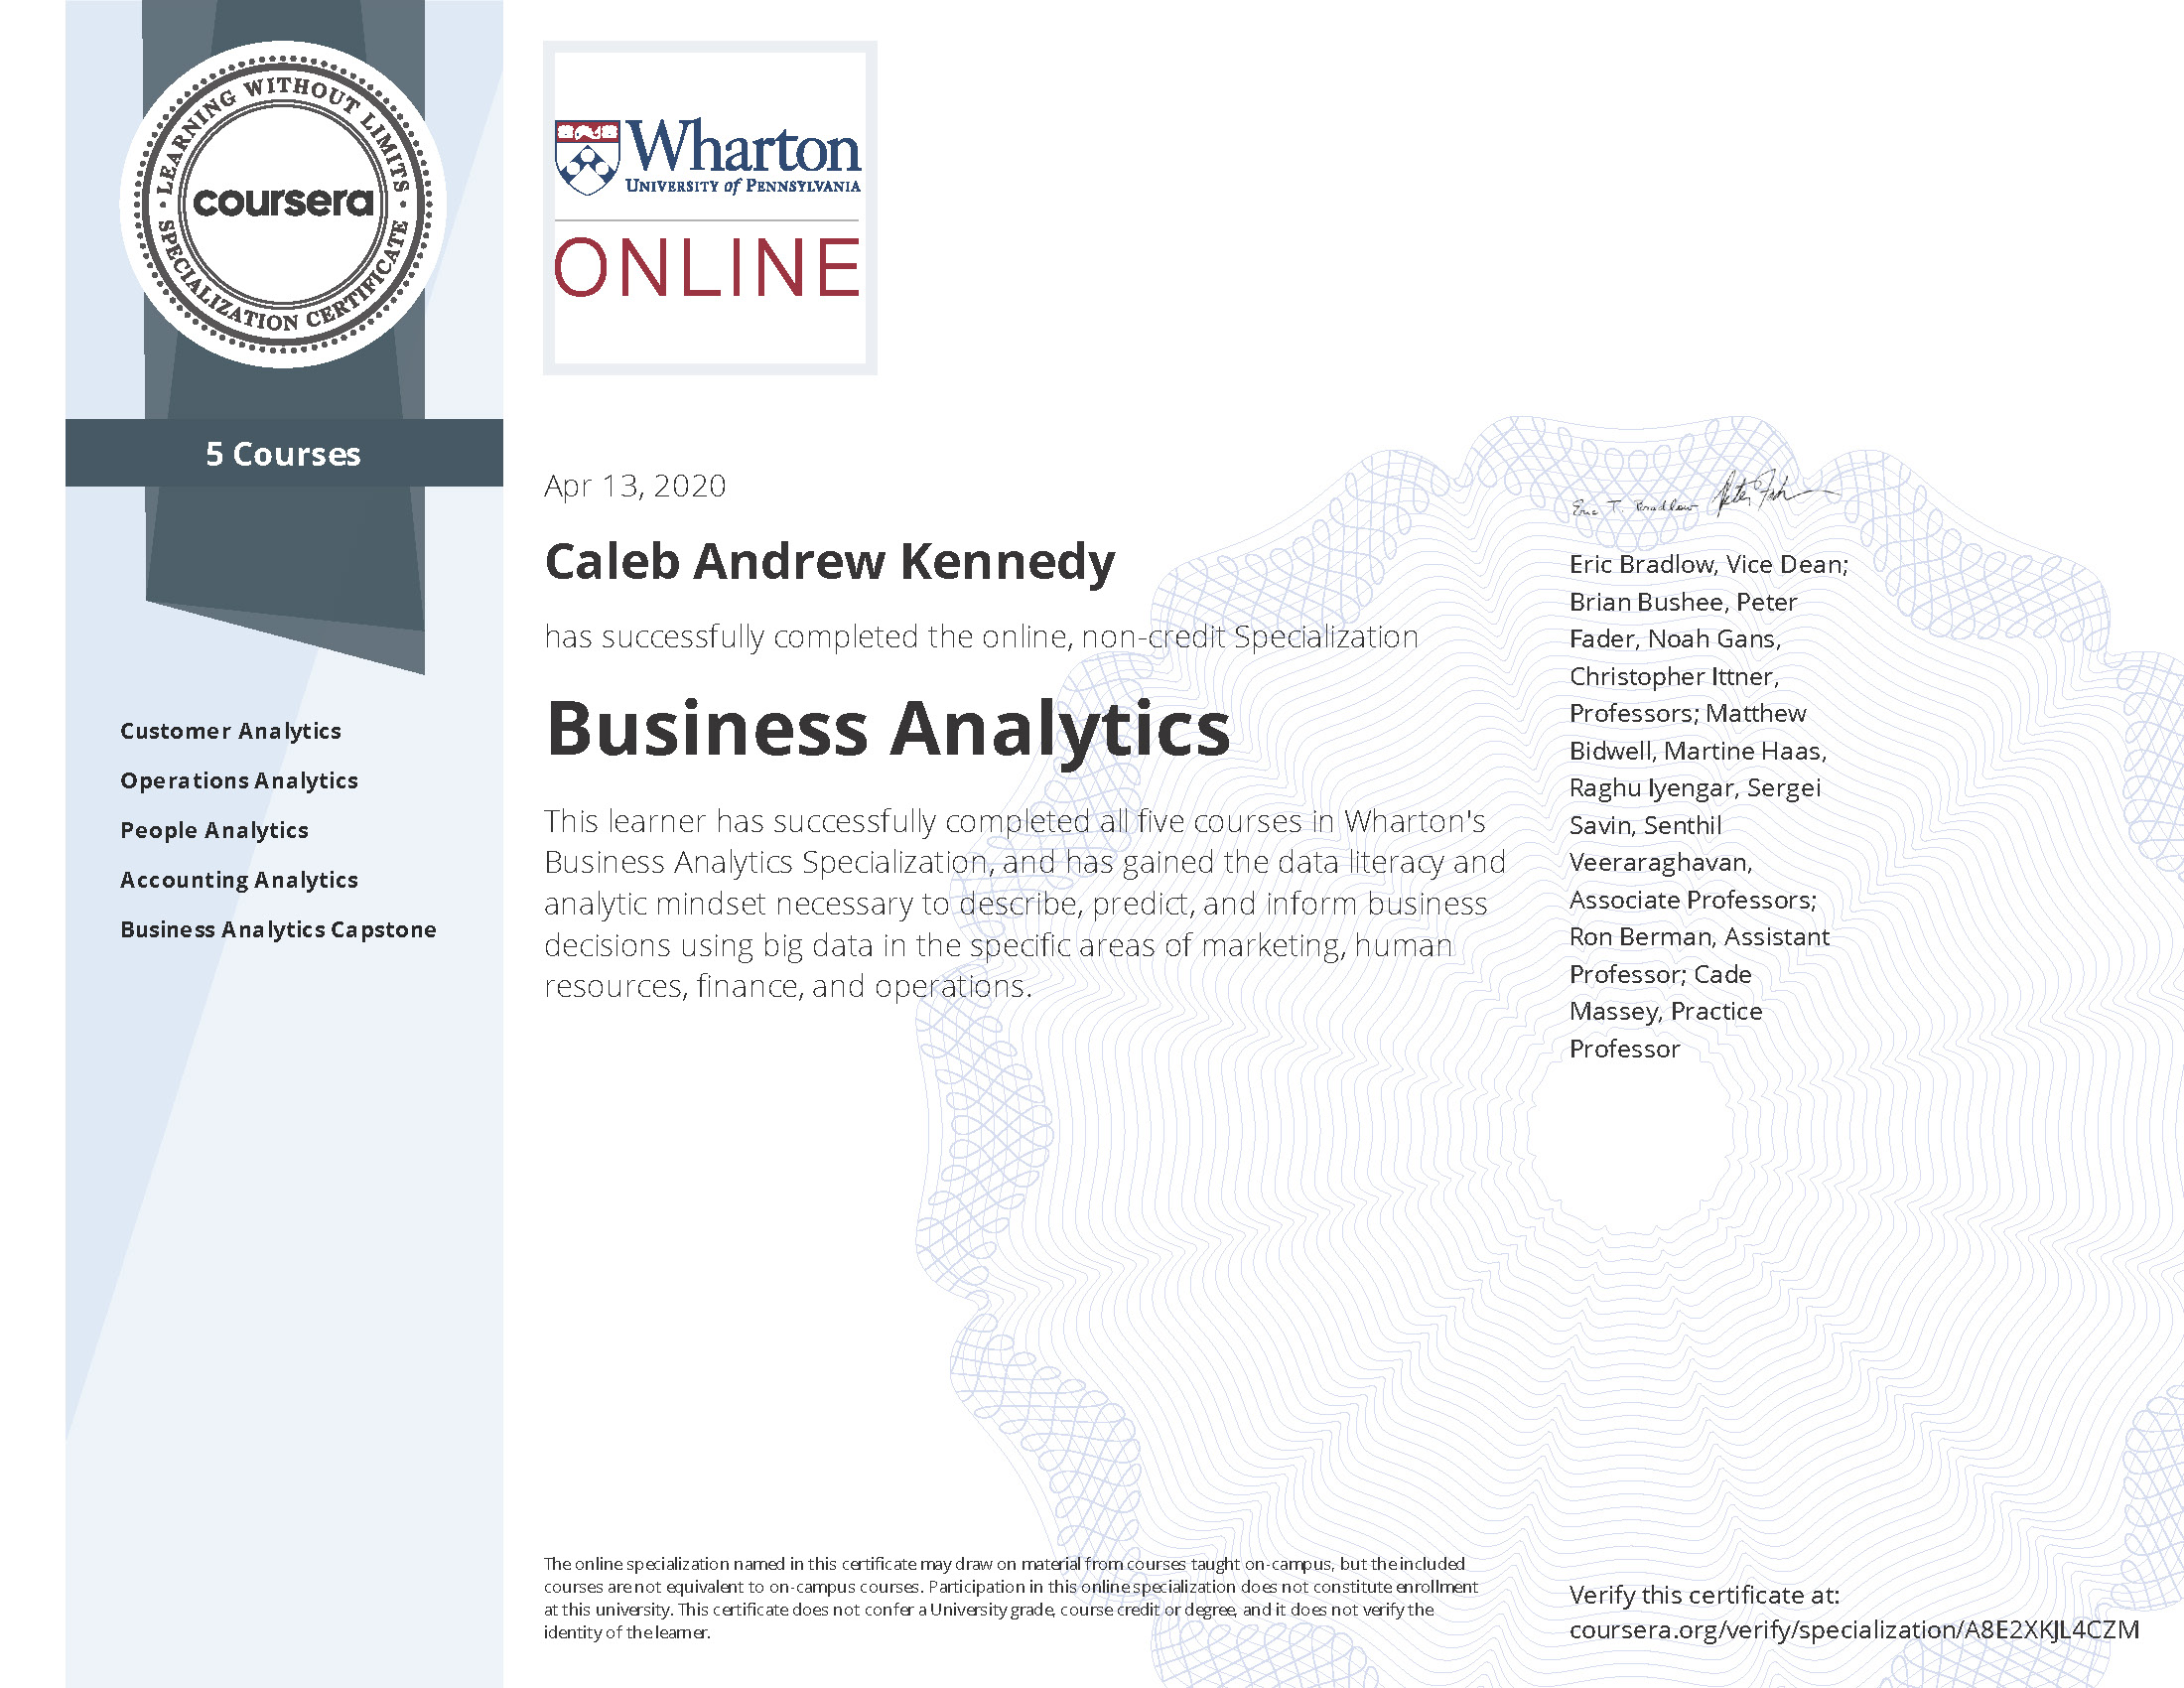 LEARNING WITHOUT LIMITS
coursera
SPECIALIZATION CERTIFICATE
5 Courses
Customer Analytics
Operations Analytics
People Analytics
Accounting Analytics
Business Analytics Capstone
Wharton
UNIVERSITY of PENNSYLVANIA
ONLINE
Apr 13, 2020
Caleb Andrew Kennedy
has successfully completed the online, non-credit Specialization
Business Analytics
This learner has successfully completed all five courses in Wharton's
Business Analytics Specialization, and has gained the data literacy and
analytic mindset necessary to describe, predict, and inform business
decisions using big data in the specific areas of marketing, human
resources, finance, and operations.
Eric T. Bradlow Peter Fader
Eric Bradlow, Vice Dean;
Brian Bushee, Peter
Fader, Noah Gans,
Christopher Ittner,
Professors; Matthew
Bidwell, Martine Haas,
Raghu Iyengar, Sergei
Savin, Senthil
Veeraraghavan,
Associate Professors;
Ron Berman, Assistant
Professor; Cade
Massey, Practice
Professor
The online specialization named in this certificate may draw on material from courses taught on-campus, but the included
courses are not equivalent to on-campus courses. Participation in this online specialization does not constitute enrollment
at this university. This certificate does not confer a University grade, course credit or degree, and it does not verify the
identity of the learner.
Verify this certificate at:
coursera.org/verify/specialization/A8E2XKJL4CZM